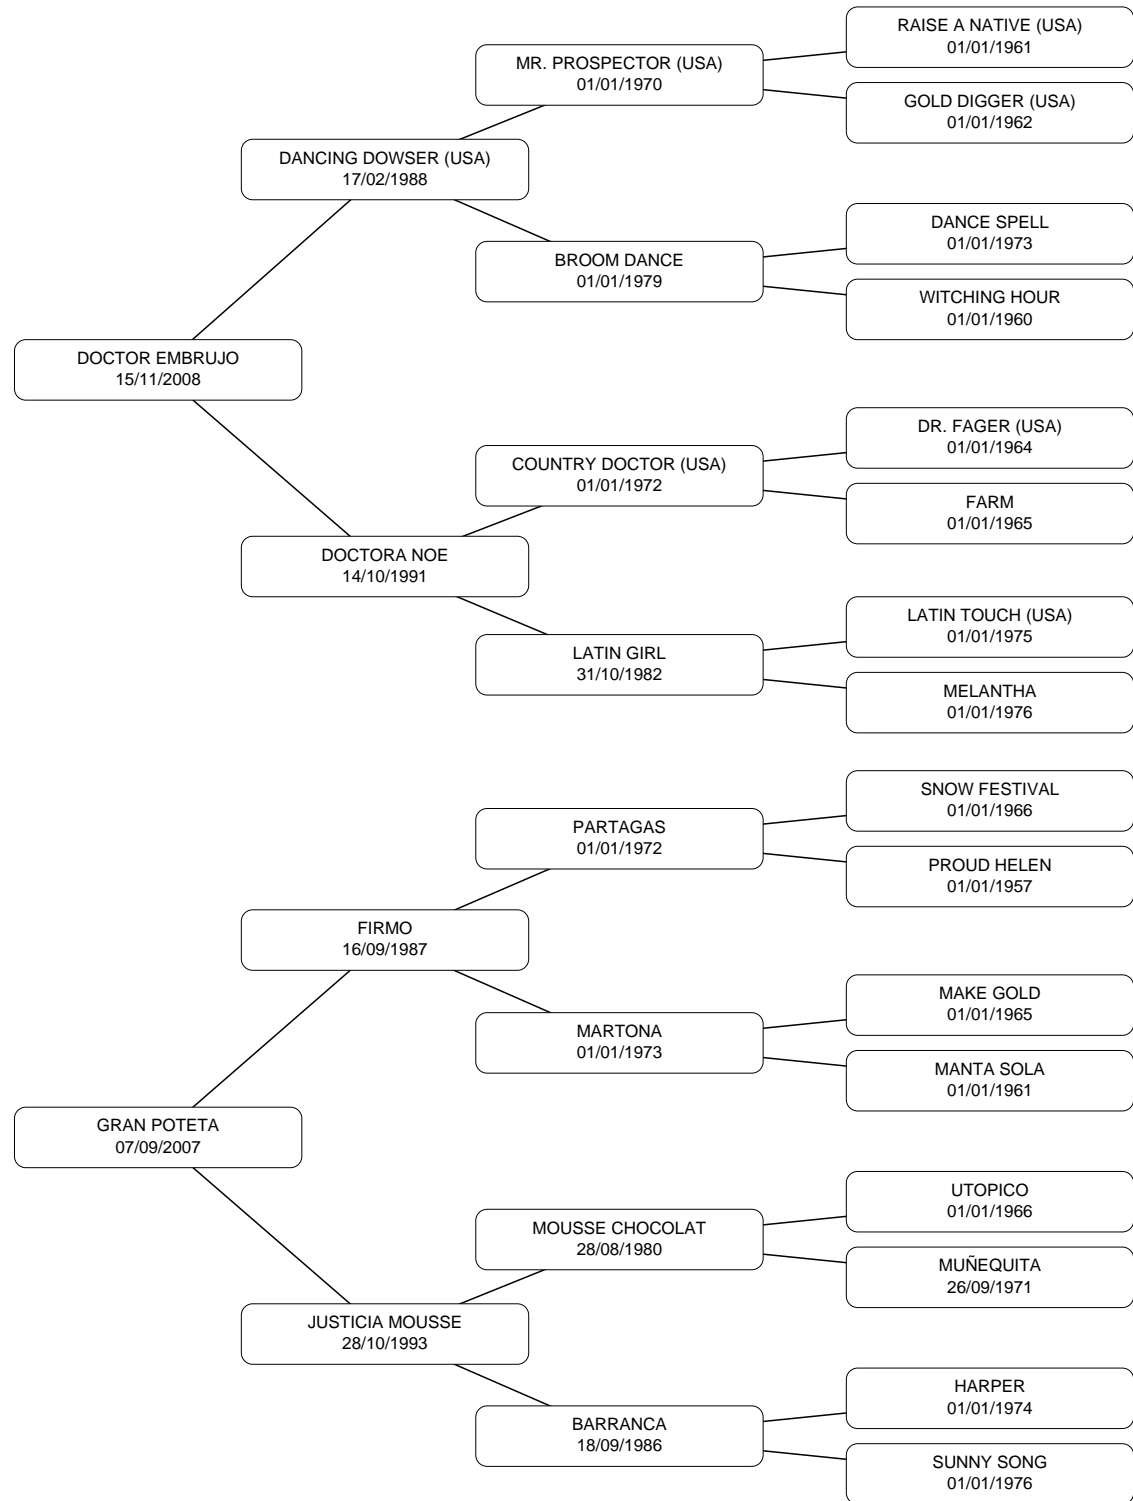 RAISE A NATIVE (USA)
01/01/1961
MR. PROSPECTOR (USA)
01/01/1970
GOLD DIGGER (USA)
01/01/1962
DANCING DOWSER (USA)
17/02/1988
DANCE SPELL
01/01/1973
BROOM DANCE
01/01/1979
WITCHING HOUR
01/01/1960
DOCTOR EMBRUJO
15/11/2008
DR. FAGER (USA)
01/01/1964
COUNTRY DOCTOR (USA)
01/01/1972
FARM
01/01/1965
DOCTORA NOE
14/10/1991
LATIN TOUCH (USA)
01/01/1975
LATIN GIRL
31/10/1982
MELANTHA
01/01/1976
SNOW FESTIVAL
01/01/1966
PARTAGAS
01/01/1972
PROUD HELEN
01/01/1957
FIRMO
16/09/1987
MAKE GOLD
01/01/1965
MARTONA
01/01/1973
MANTA SOLA
01/01/1961
GRAN POTETA
07/09/2007
UTOPICO
01/01/1966
MOUSSE CHOCOLAT
28/08/1980
MUÑEQUITA
26/09/1971
JUSTICIA MOUSSE
28/10/1993
HARPER
01/01/1974
BARRANCA
18/09/1986
SUNNY SONG
01/01/1976